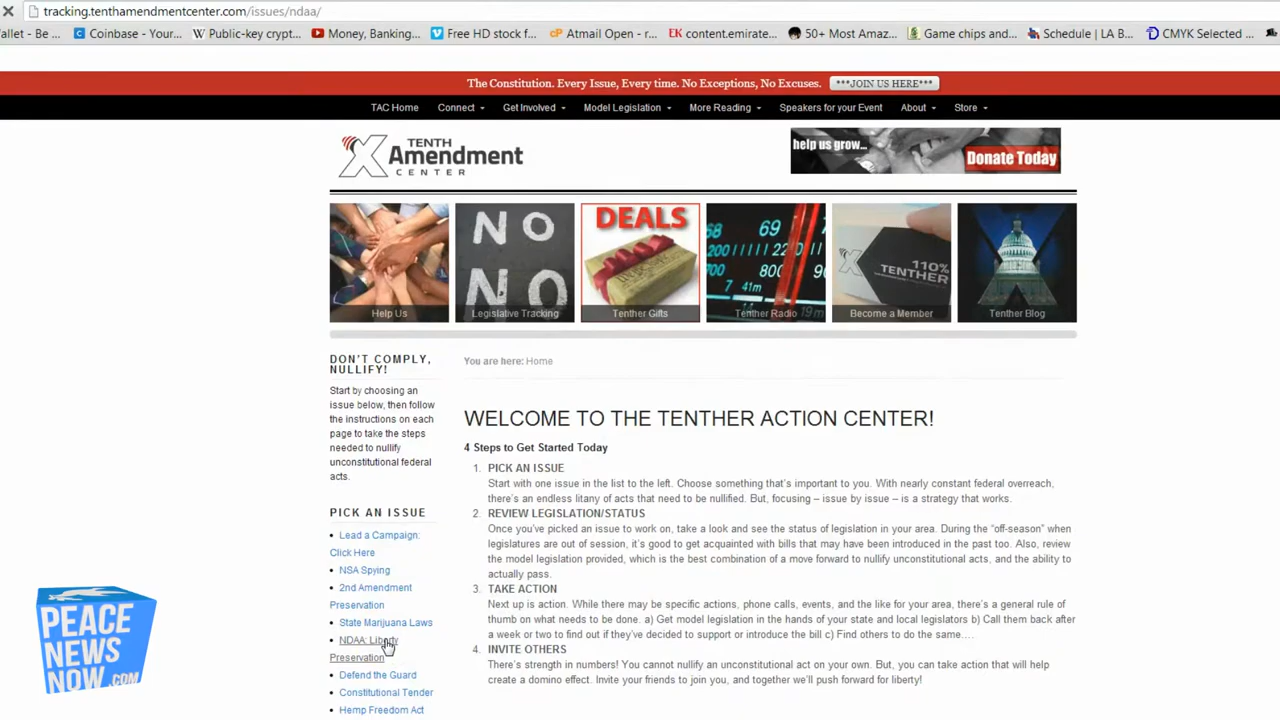 tracking.tenthamendmentcenter.com/issues/ndaa/
allet - Be ... Coinbase - Your... Public-key crypt... Money, Banking... Free HD stock f... Atmail Open - r... content.emirate... 50+ Most Amaz... Game chips and... Schedule | LA B... CMYK Selected ...
The Constitution. Every Issue, Every time. No Exceptions, No Excuses. ***JOIN US HERE***
TAC Home Connect Get Involved Model Legislation More Reading Speakers for your Event About Store
TENTH
Amendment
CENTER
help us grow...
Donate Today
NO
NO
DEALS
68 69
700 800
7 41m
110%
TENTHER
Help Us Legislative Tracking Tenther Gifts Tenther Radio Become a Member Tenther Blog
DON'T COMPLY,
NULLIFY!
Start by choosing an
issue below, then follow
the instructions on each
page to take the steps
needed to nullify
unconstitutional federal
acts.
PICK AN ISSUE
Lead a Campaign:
Click Here
NSA Spying
2nd Amendment
Preservation
State Marijuana Laws
NDAA: Liberty
Preservation
Defend the Guard
Constitutional Tender
Hemp Freedom Act
You are here: Home
WELCOME TO THE TENTHER ACTION CENTER!
4 Steps to Get Started Today
1. PICK AN ISSUE
Start with one issue in the list to the left. Choose something that's important to you. With nearly constant federal overreach,
there's an endless litany of acts that need to be nullified. But, focusing – issue by issue – is a strategy that works.
2. REVIEW LEGISLATION/STATUS
Once you've picked an issue to work on, take a look and see the status of legislation in your area. During the "off-season" when
legislatures are out of session, it's good to get acquainted with bills that may have been introduced in the past too. Also, review
the model legislation provided, which is the best combination of a move forward to nullify unconstitutional acts, and the ability to
actually pass.
3. TAKE ACTION
Next up is action. While there may be specific actions, phone calls, events, and the like for your area, there's a general rule of
thumb on what needs to be done. a) Get model legislation in the hands of your state and local legislators b) Call them back after
a week or two to find out if they've decided to support or introduce the bill c) Find others to do the same....
4. INVITE OTHERS
There's strength in numbers! You cannot nullify an unconstitutional act on your own. But, you can take action that will help
create a domino effect. Invite your friends to join you, and together we'll push forward for liberty!
PEACE
NEWS
NOW.COM